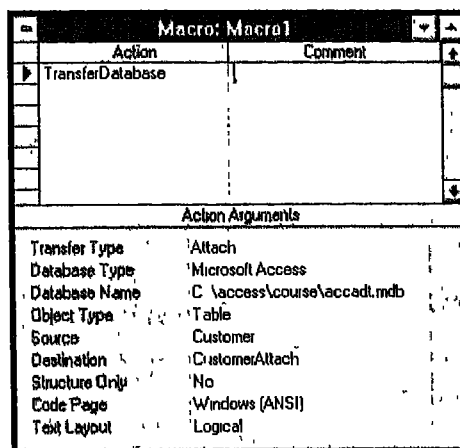 Macro: Macro1
Action Comment
TransferDatabase
Action Arguments
Transfer Type Attach
Database Type Microsoft Access
Database Name C \access\course\accadt.mdb
Object Type Table
Source Customer
Destination CustomerAttach
Structure Only No
Code Page Windows (ANSI)
Text Layout Logical